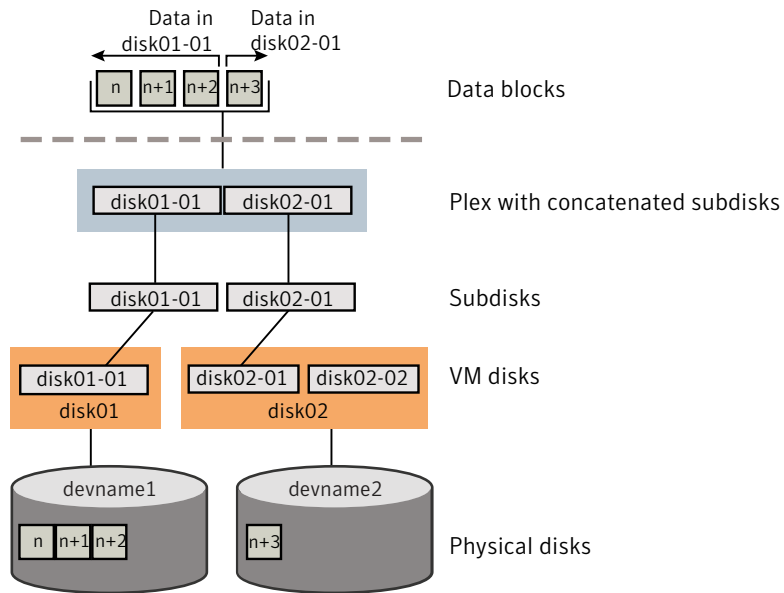 Data in
disk01-01
Data in
disk02-01
n n+1 n+2 n+3
Data blocks
disk01-01 disk02-01
Plex with concatenated subdisks
disk01-01 disk02-01
Subdisks
disk01-01 disk02-01 disk02-02
VM disks
disk01 disk02
devname1 devname2
n n+1 n+2 n+3
Physical disks